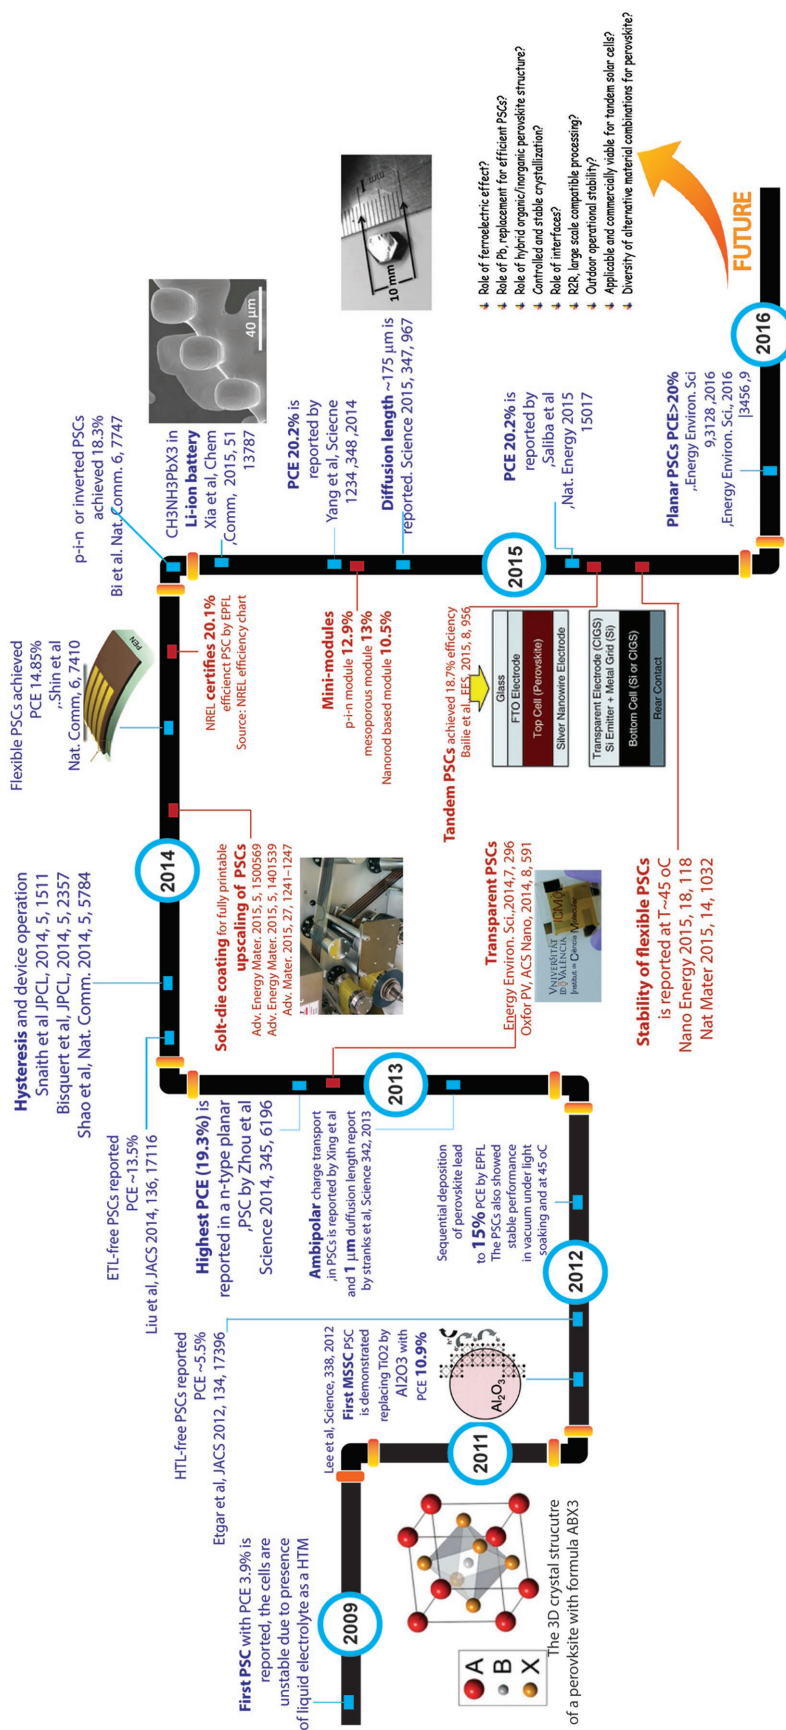 2009
First PSC with PCE 3.9% is
reported, the cells are
unstable due to presence
of liquid electrolyte as a HTM
A
B
X
The 3D crystal strucutre
of a perovksite with formula ABX3
2011
HTL-free PSCs reported
PCE ~5.5%
Etgar et al, JACS 2012, 134, 17396
Lee et al, Science, 338, 2012
First MSSC PSC
is demonstrated
replacing TiO2 by
Al2O3 with
PCE 10.9%
Al₂O₃
h⁺
2012
Sequential deposition
of perovskite lead
to 15% PCE by EPFL
The PSCs also showed
stable performance
in vacuum under light
soaking and at 45 oC
2013
Ambipolar charge transport
,in PSCs is reported by Xing et al
and 1 μm duffusion length report
by stranks et al, Science 342, 2013
Highest PCE (19.3%) is
reported in a n-type planar
,PSC by Zhou et al
Science 2014, 345, 6196
Transparent PSCs
Energy Environ. Sci.,2014,7, 296
Oxfor PV, ACS Nano, 2014, 8, 591
VNIVERSITAT
ID VALÈNCIA
Institut de Ciència Molecular
ICMOL
ETL-free PSCs reported
PCE ~13.5%
Liu et al, JACS 2014, 136, 17116
Hysteresis and device operation
Snaith et al JPCL, 2014, 5, 1511
Bisquert et al, JPCL, 2014, 5, 2357
Shao et al, Nat. Comm. 2014, 5, 5784
2014
Solt-die coating for fully printable
upscaling of PSCs
Adv. Energy Mater. 2015, 5, 1500569
Adv. Energy Mater. 2015, 5, 1401539
Adv. Mater. 2015, 27, 1241–1247
Flexible PSCs achieved
PCE 14.85%
,.Shin et al
Nat. Comm, 6, 7410
PEN
NREL certifies 20.1%
efficienct PSC by EPFL
Source: NREL efficiency chart
p-i-n or inverted PSCs
achieved 18.3%
Bi et al. Nat. Comm. 6, 7747
CH3NH3PbX3 in
Li-ion battery
Xia et al, Chem
,Comm, 2015, 51
13787
40 μm
PCE 20.2% is
reported by
Yang et al, Sciecne
1234 ,348 ,2014
Mini-modules
p-i-n module 12.9%
mesoporous module 13%
Nanorod based module 10.5%
Diffusion length ~175 μm is
reported. Science 2015, 347, 967
10 mm
1 mm
2015
PCE 20.2% is
reported by
,Saliba et al
,Nat. Energy 2015
15017
Tandem PSCs achieved 18.7% efficiency
Bailie et al., EES, 2015, 8, 956
Glass
FTO Electrode
Top Cell (Perovskite)
Silver Nanowire Electrode
Transparent Electrode (CIGS)
Si Emitter + Metal Grid (Si)
Bottom Cell (Si or CIGS)
Rear Contact
Stability of flexible PSCs
is reported at T~45 oC
Nano Energy 2015, 18, 118
Nat Mater 2015, 14, 1032
Planar PSCs PCE>20%
,.Energy Environ. Sci
9,3128 ,2016
,Energy Environ. Sci., 2016
|3456 ,9
2016
FUTURE
Role of ferroelectric effect?
Role of Pb, replacement for efficient PSCs?
Role of hybrid organic/inorganic perovskite structure?
Controlled and stable crystallization?
Role of interfaces?
R2R, large scale compatible processing?
Outdoor operational stability?
Applicable and commercially viable for tandem solar cells?
Diversity of alternative material combinations for perovskite?